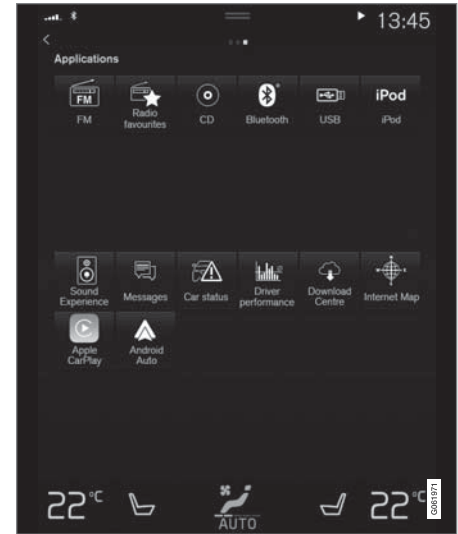 13:45
Applications
FM
FM
Radio favourites
CD
Bluetooth
USB
iPod
iPod
Sound Experience
Messages
Car status
Driver performance
Download Centre
Internet Map
Apple CarPlay
Android Auto
22°C
AUTO
22°C
G061971